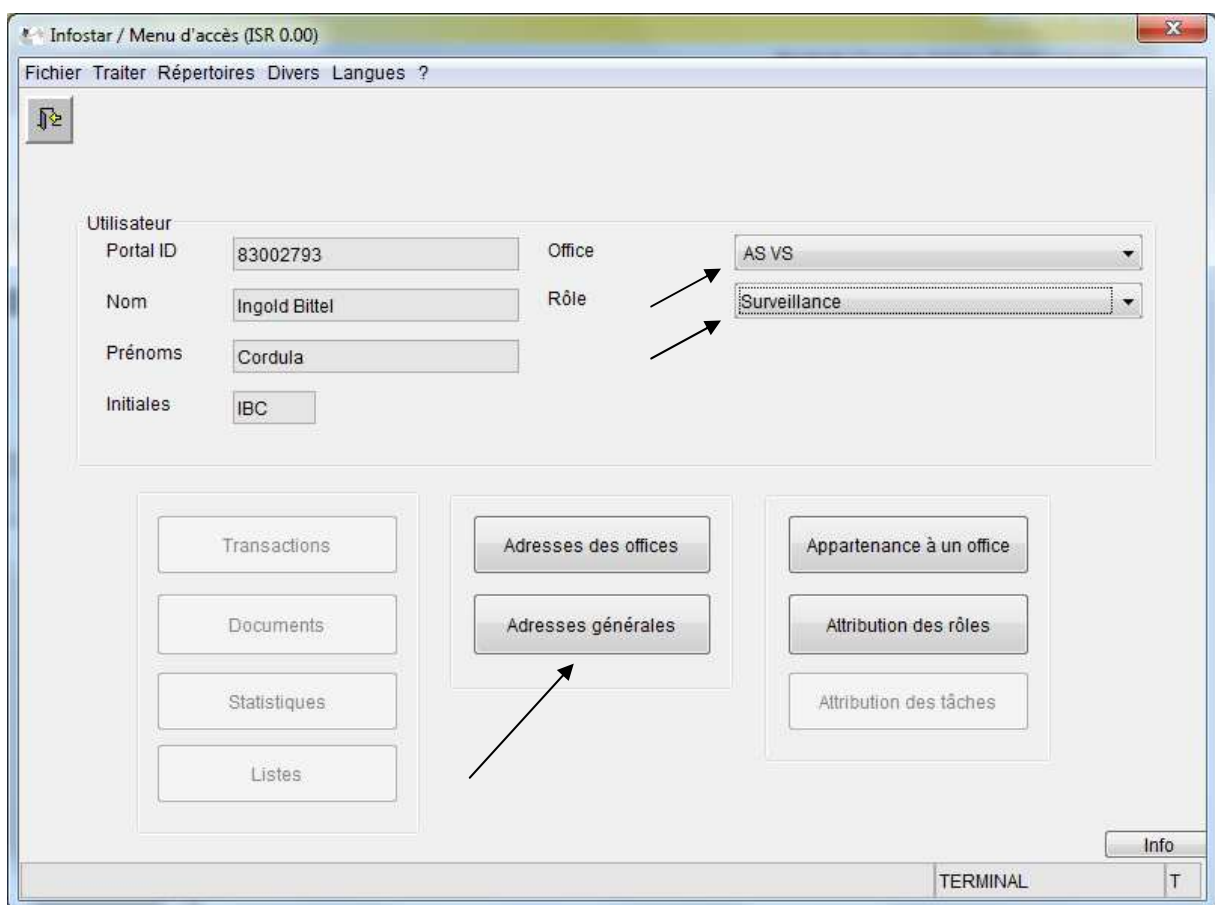 Infostar / Menu d'accès (ISR 0.00)
Fichier Traiter Répertoires Divers Langues ?
Utilisateur
Portal ID 83002793 Office AS VS
Nom Ingold Bittel Rôle Surveillance
Prénoms Cordula
Initiales IBC
Transactions Adresses des offices Appartenance à un office
Documents Adresses générales Attribution des rôles
Statistiques Attribution des tâches
Listes
Info
TERMINAL T